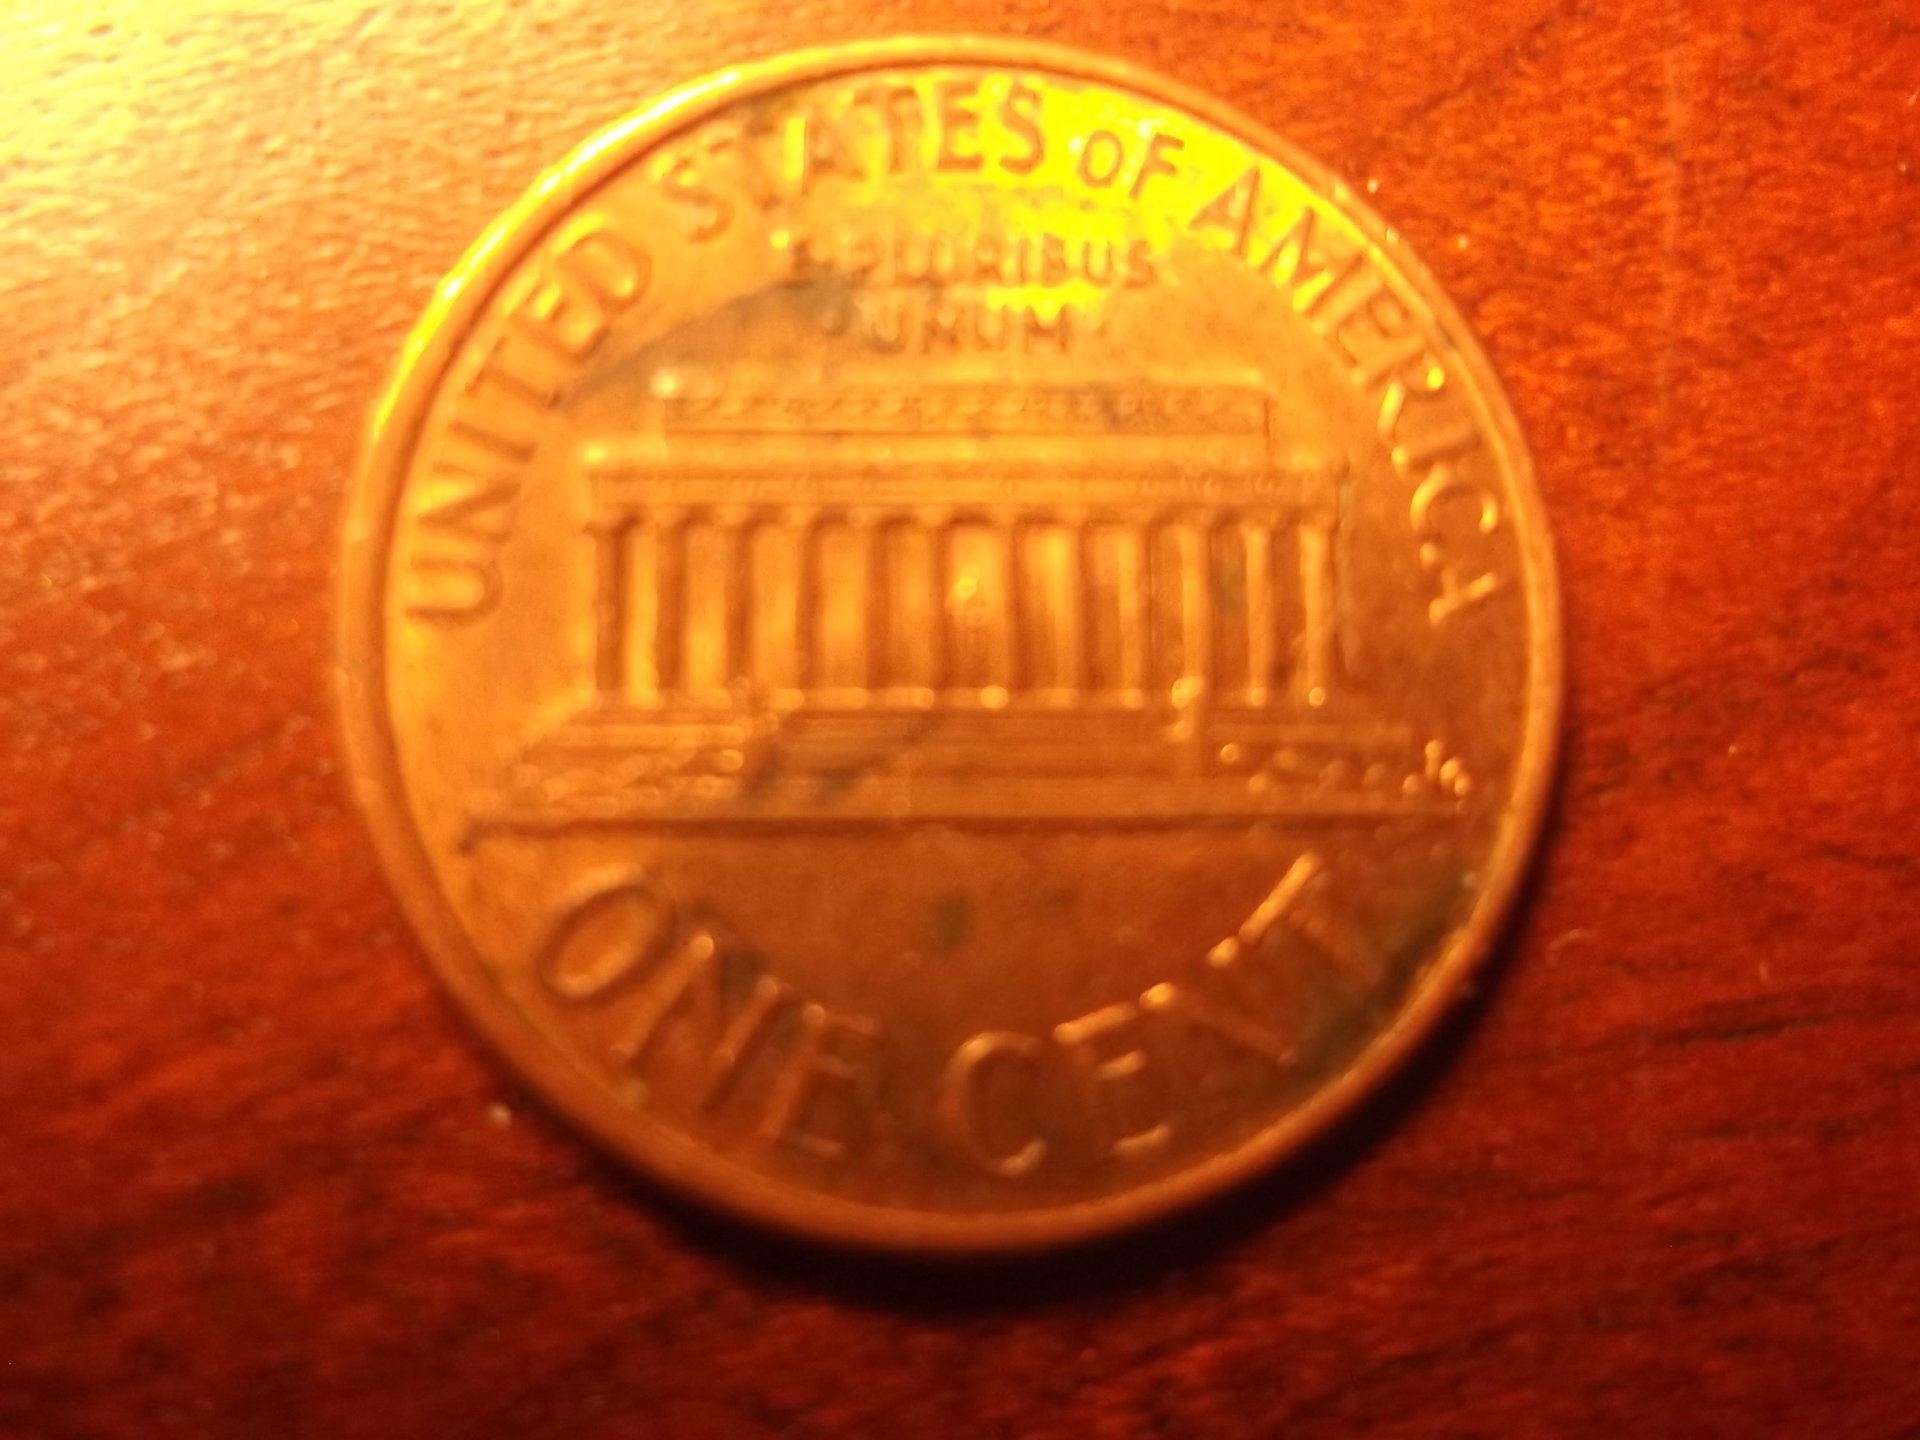 UNITED STATES OF AMERICA
E PLURIBUS
• UNUM •
ONE CENT